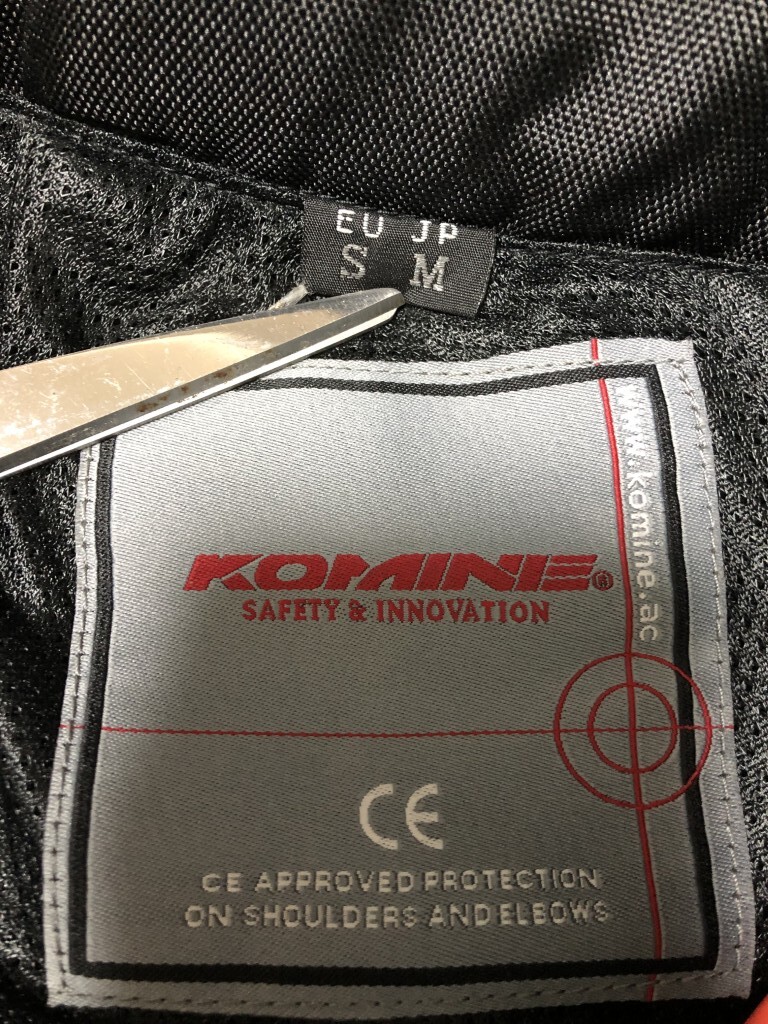 EU JP
S M
www.komine.ac
KOMINE®
SAFETY & INNOVATION
CE
CE APPROVED PROTECTION
ON SHOULDERS AND ELBOWS